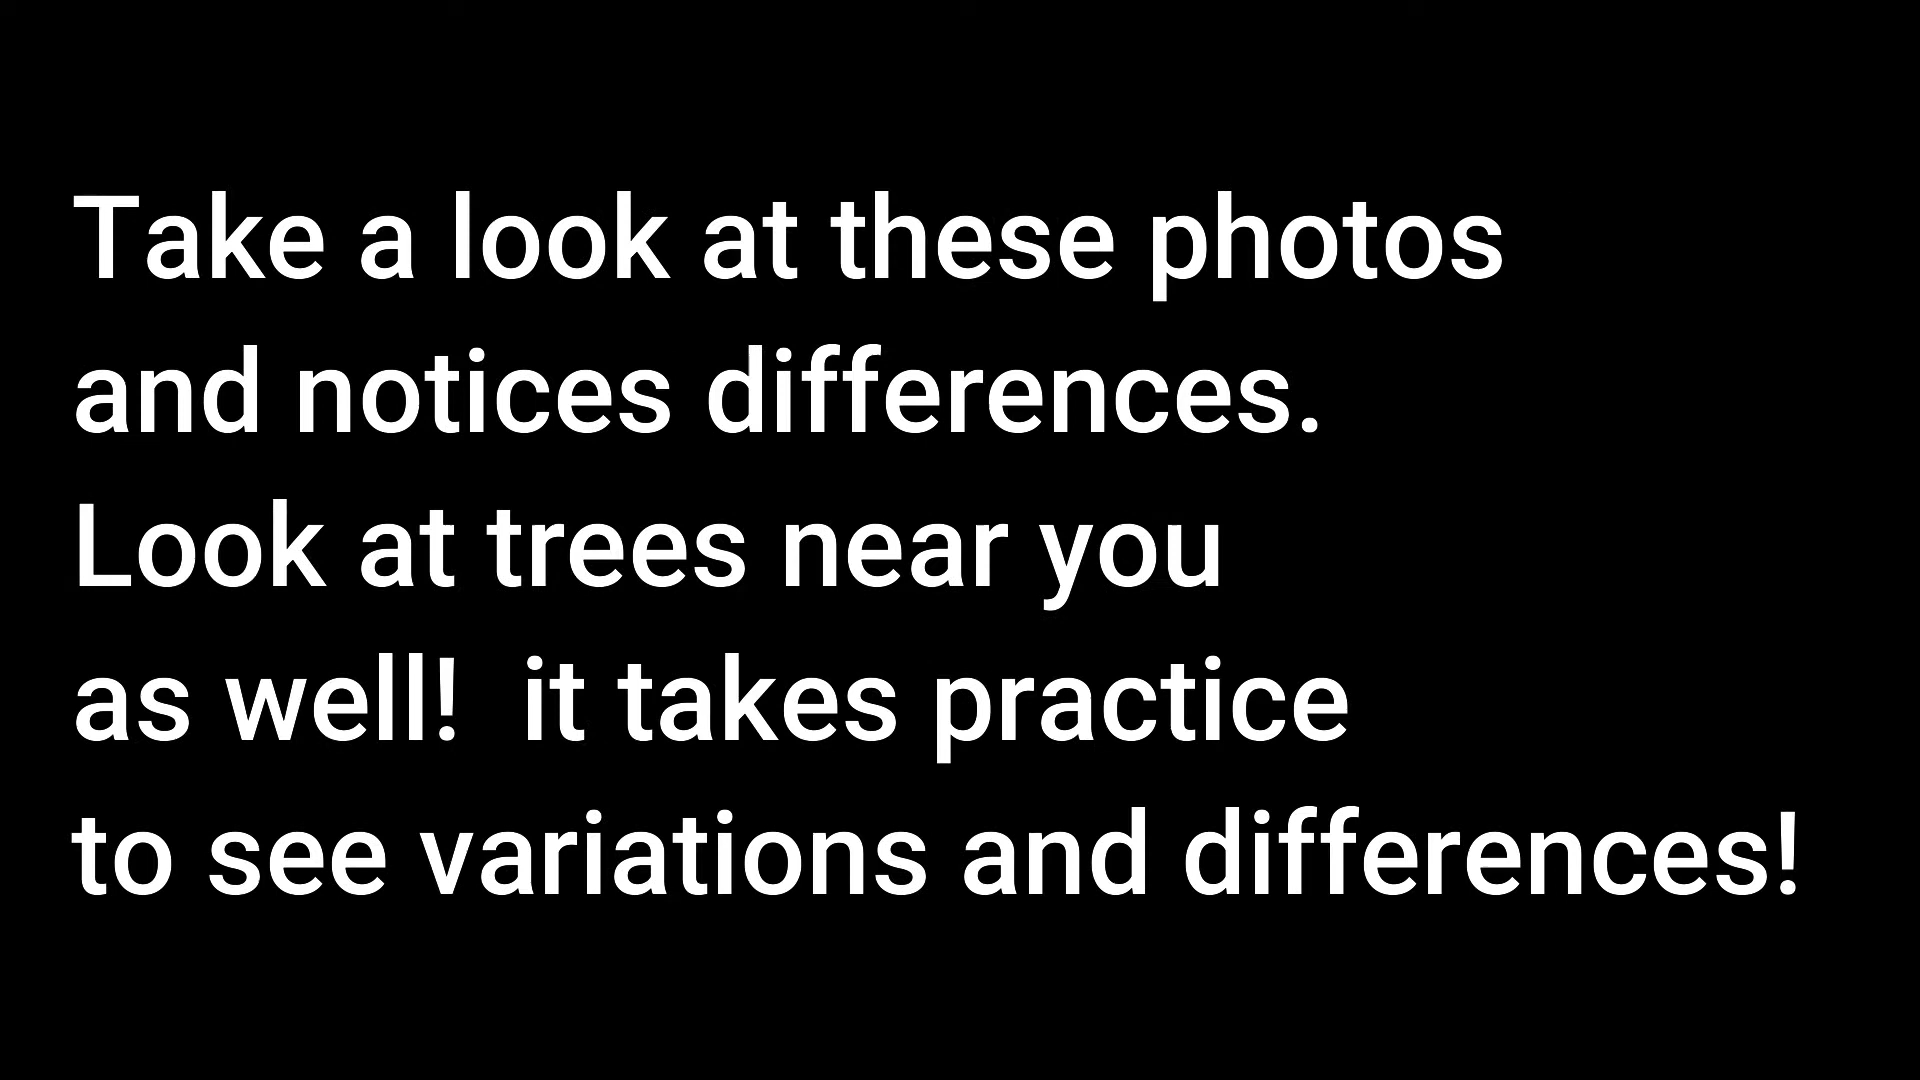 Take a look at these photos
and notices differences.
Look at trees near you
as well!  it takes practice
to see variations and differences!